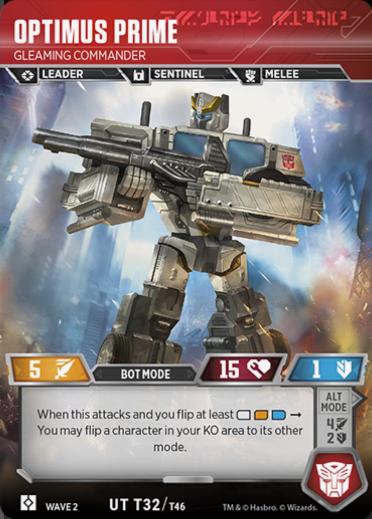 OPTIMUS PRIME
GLEAMING COMMANDER
LEADER SENTINEL MELEE
5 BOT MODE 15 1
When this attacks and you flip at least →
You may flip a character in your KO area to its other
mode.
ALT
MODE
4
2
WAVE 2 UT T32/T46 TM & © Hasbro. © Wizards.